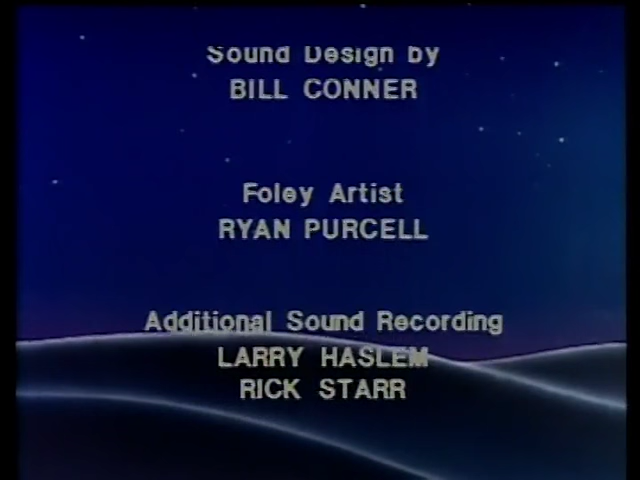 Sound Design by
BILL CONNER
Foley Artist
RYAN PURCELL
Additional Sound Recording
LARRY HASLEM
RICK STARR